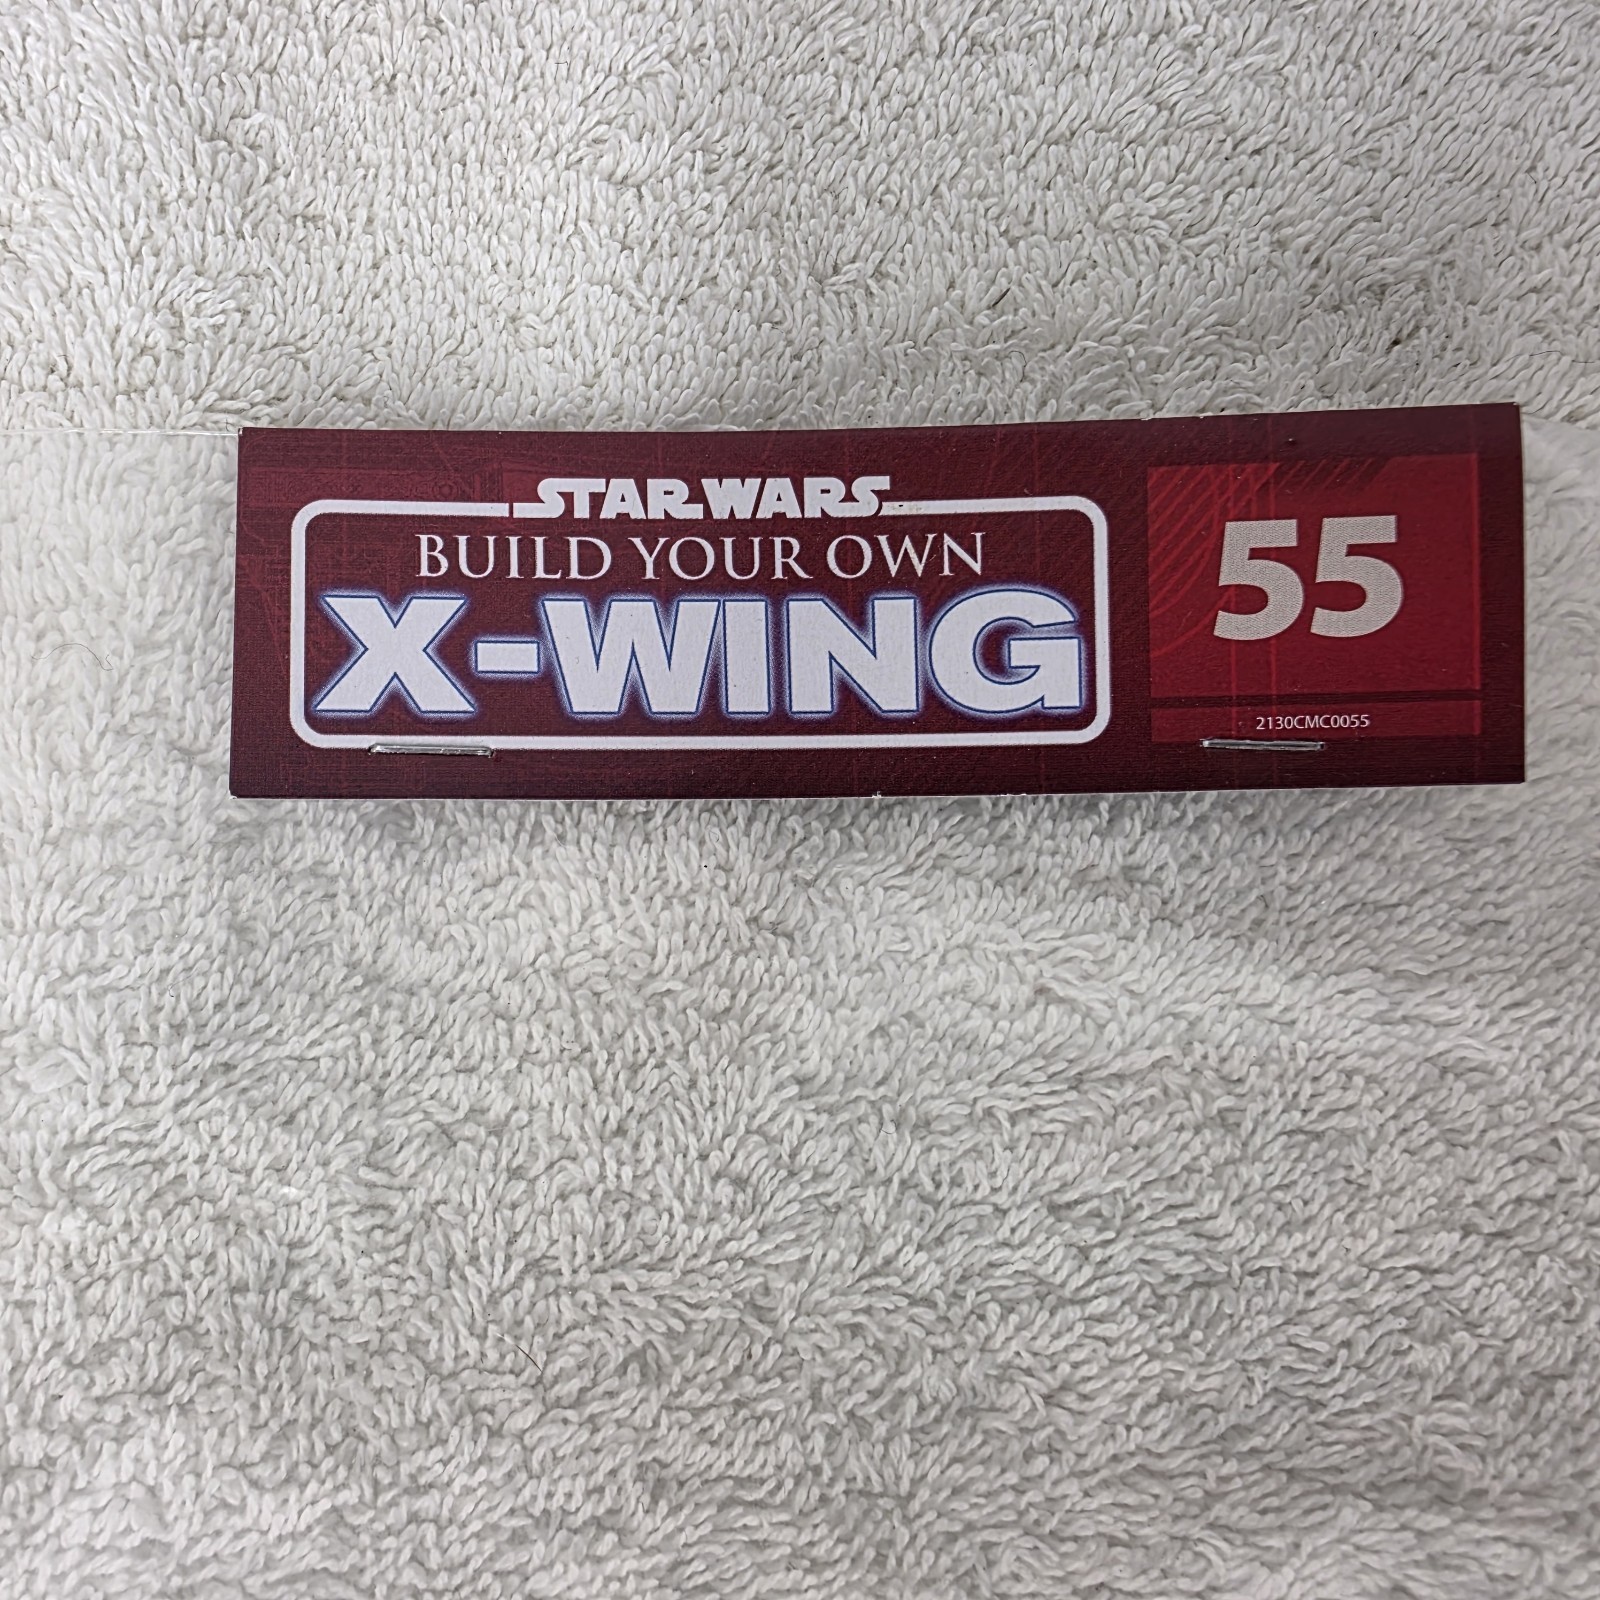 STAR WARS
BUILD YOUR OWN
X-WING
55
2130CMC0055